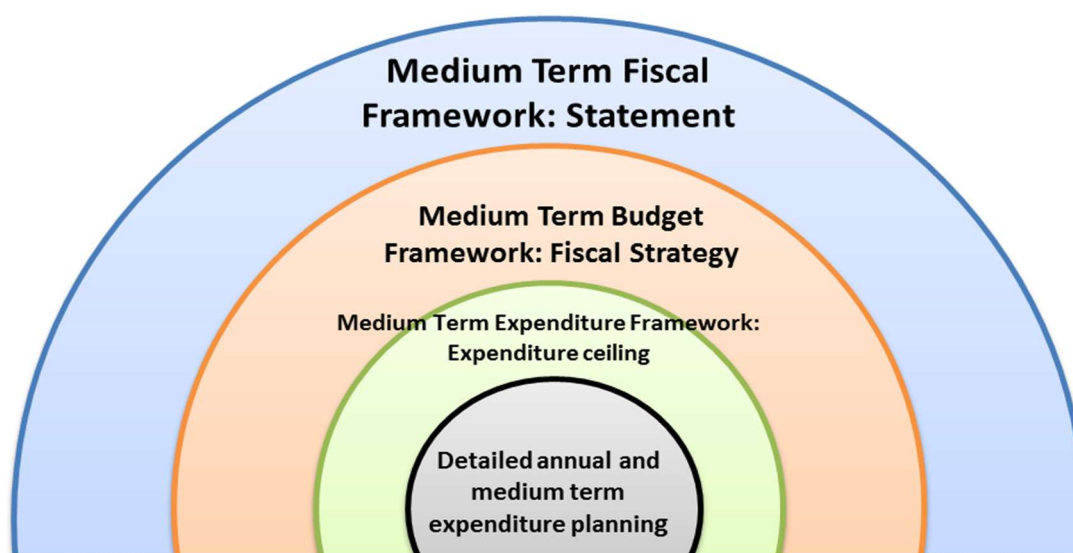 Medium Term Fiscal
Framework: Statement
Medium Term Budget
Framework: Fiscal Strategy
Medium Term Expenditure Framework:
Expenditure ceiling
Detailed annual and
medium term
expenditure planning